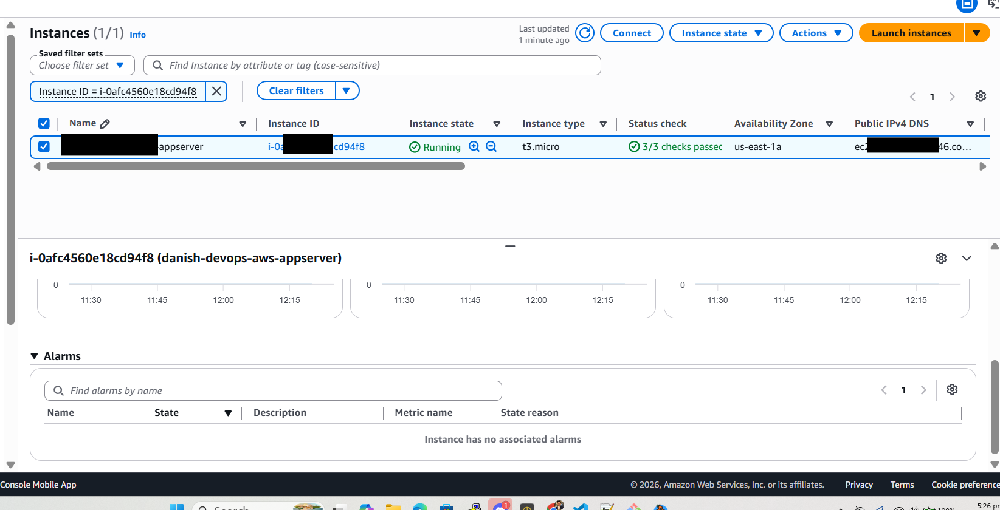 Instances (1/1) Info
Last updated
1 minute ago
Connect
Instance state
Actions
Launch instances
Saved filter sets
Choose filter set
Find Instance by attribute or tag (case-sensitive)
Instance ID = i-0afc4560e18cd94f8
Clear filters
1
Name Instance ID Instance state Instance type Status check Availability Zone Public IPv4 DNS
appserver i-0a cd94f8 Running t3.micro 3/3 checks passec us-east-1a ec2 46.co...
i-0afc4560e18cd94f8 (danish-devops-aws-appserver)
0 0 0
11:30 11:45 12:00 12:15 11:30 11:45 12:00 12:15 11:30 11:45 12:00 12:15
Alarms
Find alarms by name
1
Name State Description Metric name State reason
Instance has no associated alarms
Console Mobile App © 2026, Amazon Web Services, Inc. or its affiliates. Privacy Terms Cookie preference
Search
1
100%
5:26 p